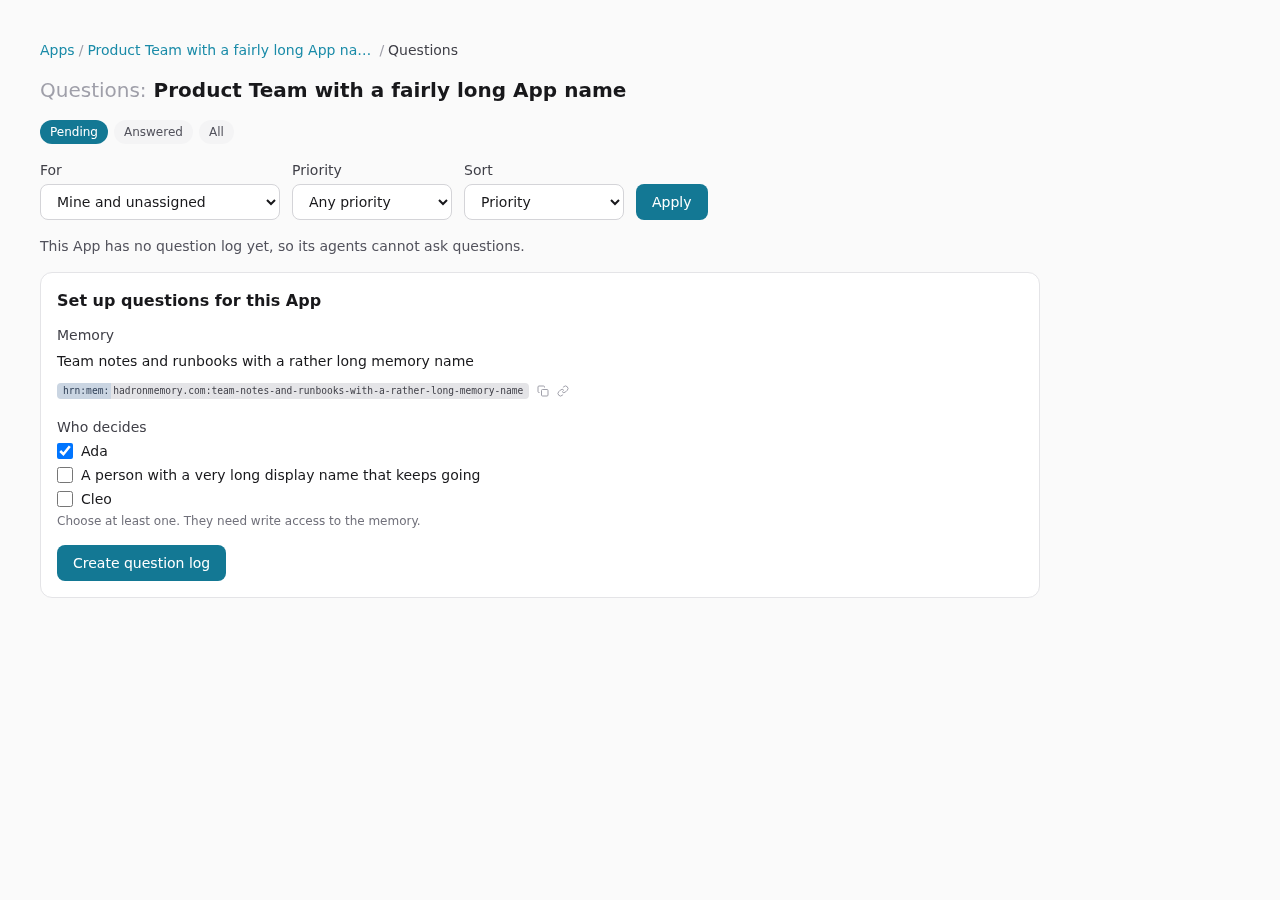 Apps / Product Team with a fairly long App na… / Questions
Questions: Product Team with a fairly long App name
Pending Answered All
For Priority Sort
Mine and unassigned Any priority Priority Apply
This App has no question log yet, so its agents cannot ask questions.
Set up questions for this App
Memory
Team notes and runbooks with a rather long memory name
hrn:mem: hadronmemory.com:team-notes-and-runbooks-with-a-rather-long-memory-name
Who decides
Ada
A person with a very long display name that keeps going
Cleo
Choose at least one. They need write access to the memory.
Create question log